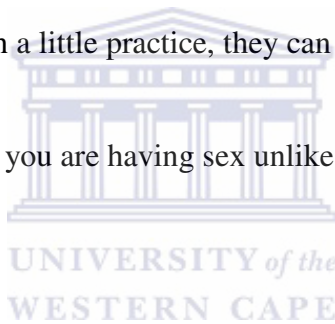 a little practice, they can
you are having sex unlike
UNIVERSITY of the
WESTERN CAPE